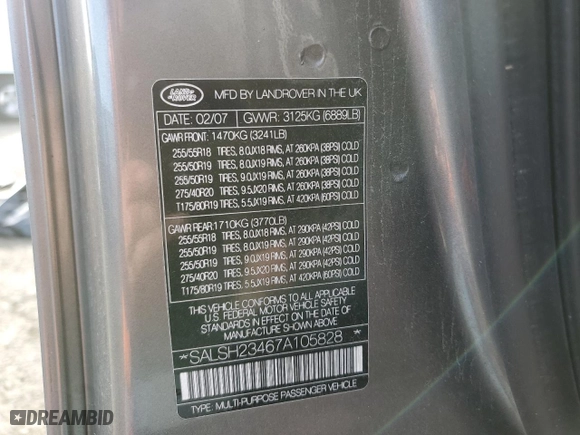 LAND-
ROVER
MFD BY LANDROVER IN THE UK
DATE: 02/07 GVWR: 3125KG (6889LB)
GAWR FRONT: 1470KG (3241LB)
255/55R18 TIRES, 8.0JX18 RIMS, AT 260KPA (38PSI) COLD
255/50R19 TIRES, 8.0JX19 RIMS, AT 260KPA (38PSI) COLD
255/50R19 TIRES, 9.0JX19 RIMS, AT 260KPA (38PSI) COLD
275/40R20 TIRES, 9.5JX20 RIMS, AT 260KPA (38PSI) COLD
T175/80R19 TIRES, 5.5JX19 RIMS, AT 420KPA (60PSI) COLD
GAWR REAR: 1710KG (3770LB)
255/55R18 TIRES, 8.0JX18 RIMS, AT 290KPA (42PSI) COLD
255/50R19 TIRES, 8.0JX19 RIMS, AT 290KPA (42PSI) COLD
255/50R19 TIRES, 9.0JX19 RIMS, AT 290KPA (42PSI) COLD
275/40R20 TIRES, 9.5JX20 RIMS, AT 290KPA (42PSI) COLD
T175/80R19 TIRES, 5.5JX19 RIMS, AT 420KPA (60PSI) COLD
THIS VEHICLE CONFORMS TO ALL APPLICABLE
U.S. FEDERAL MOTOR VEHICLE SAFETY
STANDARDS IN EFFECT ON THE DATE OF
MANUFACTURE SHOWN ABOVE.
*SALSH23467A105828 *
TYPE: MULTI-PURPOSE PASSENGER VEHICLE
DREAMBID